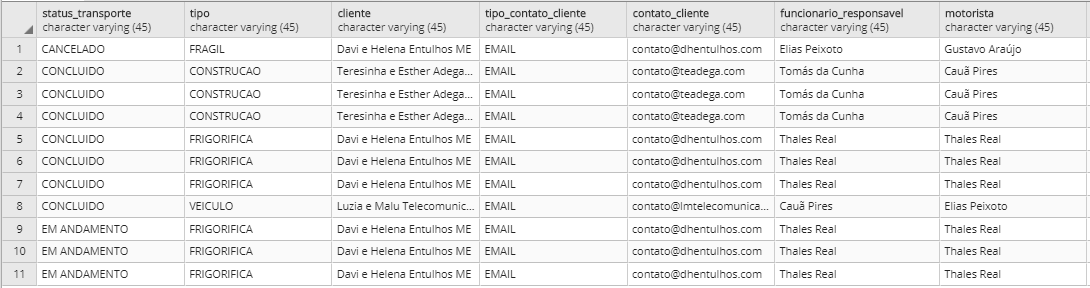 status_transporte tipo cliente tipo_contato_cliente contato_cliente funcionario_responsavel motorista
character varying (45) character varying (45) character varying (45) character varying (45) character varying (45) character varying (45) character varying (45)
1 CANCELADO FRAGIL Davi e Helena Entulhos ME EMAIL contato@dhentulhos.com Elias Peixoto Gustavo Araújo
2 CONCLUIDO CONSTRUCAO Teresinha e Esther Adega... EMAIL contato@teadega.com Tomás da Cunha Cauã Pires
3 CONCLUIDO CONSTRUCAO Teresinha e Esther Adega... EMAIL contato@teadega.com Tomás da Cunha Cauã Pires
4 CONCLUIDO CONSTRUCAO Teresinha e Esther Adega... EMAIL contato@teadega.com Tomás da Cunha Cauã Pires
5 CONCLUIDO FRIGORIFICA Davi e Helena Entulhos ME EMAIL contato@dhentulhos.com Thales Real Thales Real
6 CONCLUIDO FRIGORIFICA Davi e Helena Entulhos ME EMAIL contato@dhentulhos.com Thales Real Thales Real
7 CONCLUIDO FRIGORIFICA Davi e Helena Entulhos ME EMAIL contato@dhentulhos.com Thales Real Thales Real
8 CONCLUIDO VEICULO Luzia e Malu Telecomunic... EMAIL contato@lmtelecomunica... Cauã Pires Elias Peixoto
9 EM ANDAMENTO FRIGORIFICA Davi e Helena Entulhos ME EMAIL contato@dhentulhos.com Thales Real Thales Real
10 EM ANDAMENTO FRIGORIFICA Davi e Helena Entulhos ME EMAIL contato@dhentulhos.com Thales Real Thales Real
11 EM ANDAMENTO FRIGORIFICA Davi e Helena Entulhos ME EMAIL contato@dhentulhos.com Thales Real Thales Real